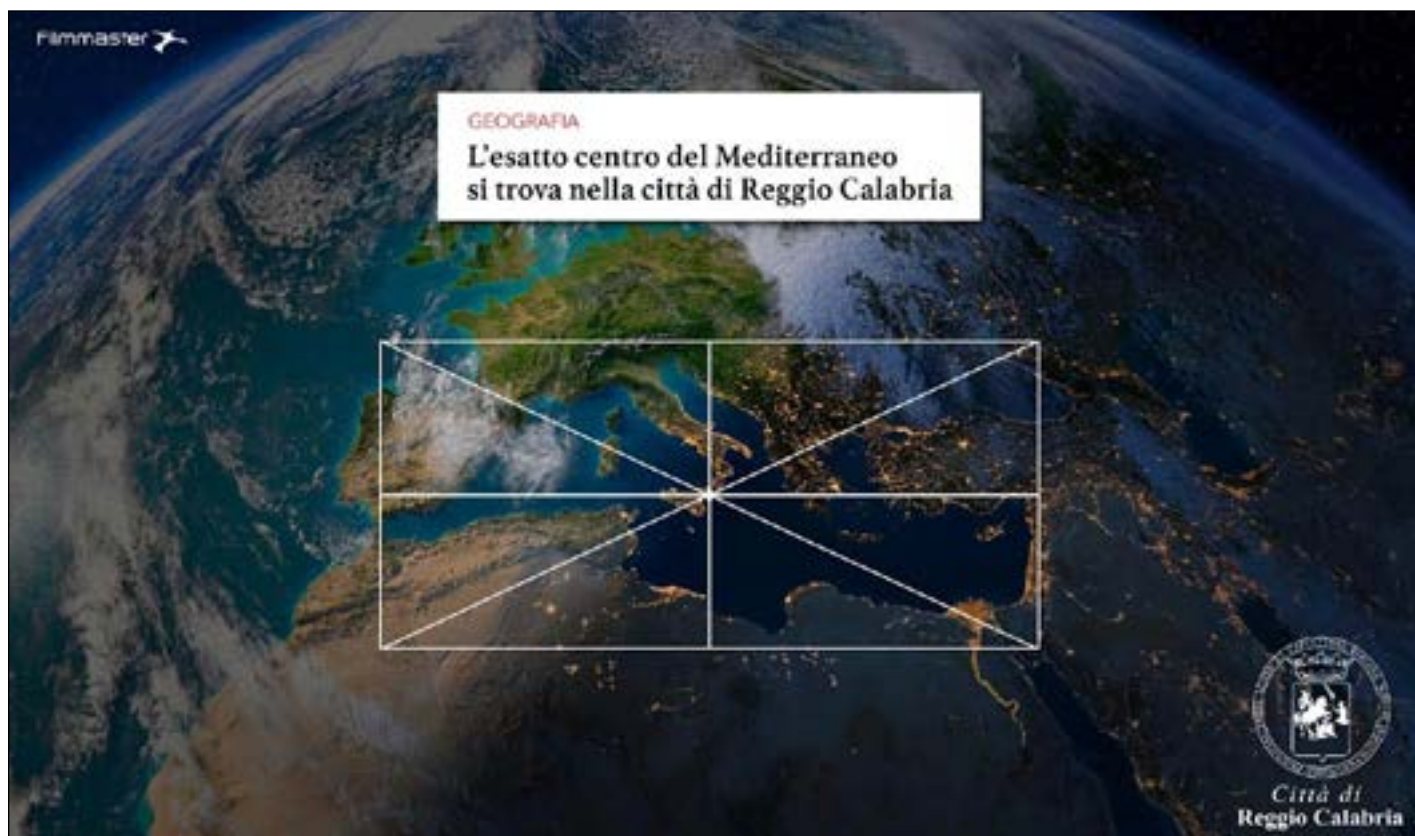 Filmmaster
GEOGRAFIA
L'esatto centro del Mediterraneo
si trova nella città di Reggio Calabria
Città di
Reggio Calabria